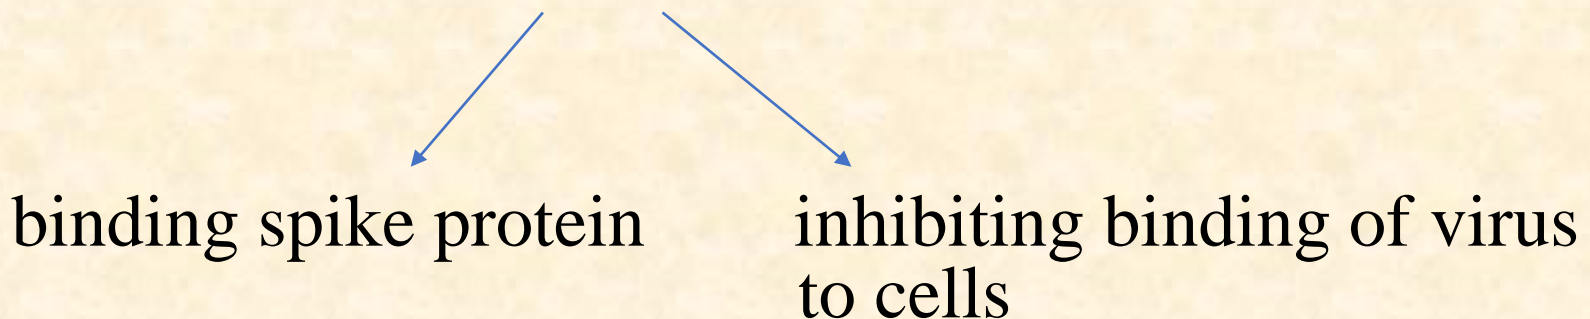 binding spike protein
inhibiting binding of virus
to cells